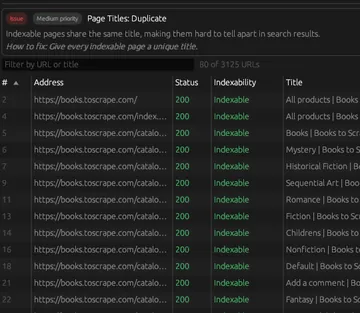 Issue Medium priority Page Titles: Duplicate
Indexable pages share the same title, making them hard to tell apart in search results.
How to fix: Give every indexable page a unique title.
Filter by URL or title 80 of 3125 URLs
# ▲ Address Status Indexability Title
2 https://books.toscrape.com/ 200 Indexable All products | Books
4 https://books.toscrape.com/index.... 200 Indexable All products | Books
5 https://books.toscrape.com/catalo... 200 Indexable Books | Books to Scr
6 https://books.toscrape.com/catalo... 200 Indexable Mystery | Books to S
7 https://books.toscrape.com/catalo... 200 Indexable Historical Fiction | B
9 https://books.toscrape.com/catalo... 200 Indexable Sequential Art | Boo
11 https://books.toscrape.com/catalo... 200 Indexable Romance | Books to
13 https://books.toscrape.com/catalo... 200 Indexable Fiction | Books to Sc
14 https://books.toscrape.com/catalo... 200 Indexable Childrens | Books to
16 https://books.toscrape.com/catalo... 200 Indexable Nonfiction | Books to
18 https://books.toscrape.com/catalo... 200 Indexable Default | Books to Sc
21 https://books.toscrape.com/catalo... 200 Indexable Add a comment | Bo
22 https://books.toscrape.com/catalo... 200 Indexable Fantasy | Books to S